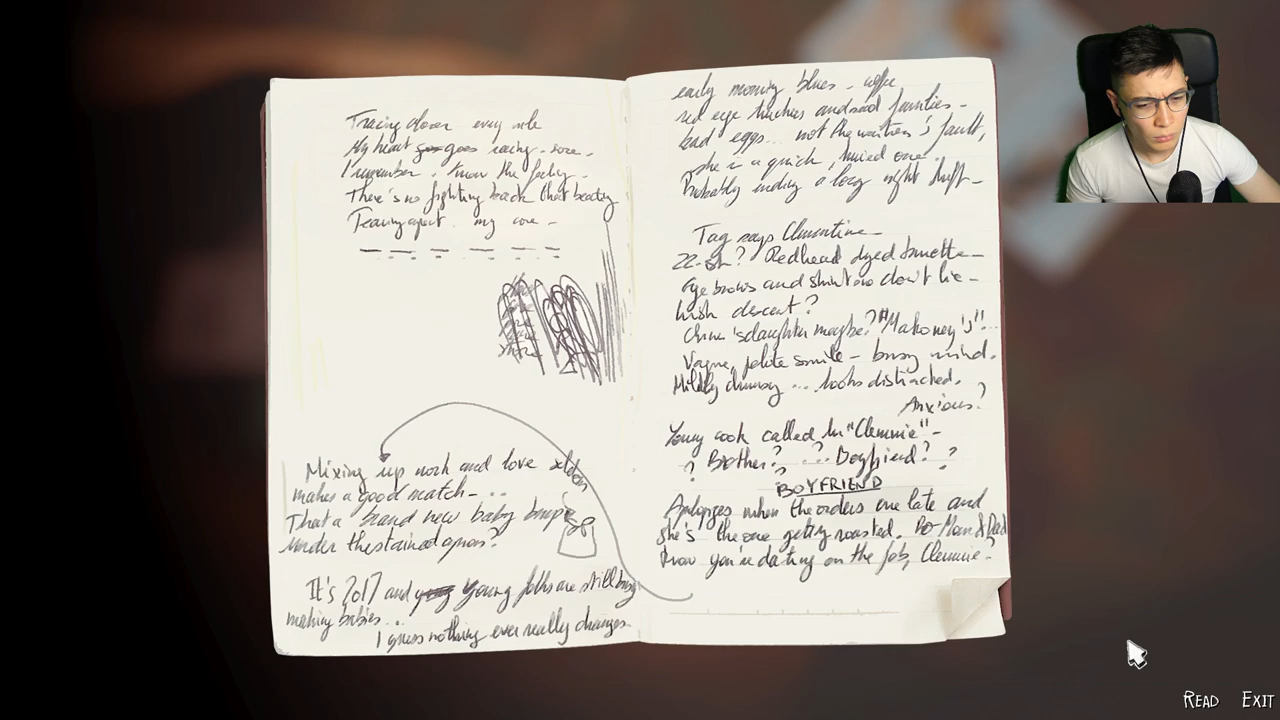 Tracing down every
My heart goes racing - sore -
I remember. I know the feeling -
There's no fighting back that beating
Tearing apart my core -
Mixing up work and love seldom
makes a good match - ...
That a brand new baby bump
under the stained apron?
It's 2017 and young Young folks are still busy
making babies...
I guess nothing ever really changes.
early morning blues - coffee
red eye truckers and sad families -
bad eggs... not the waitress's fault,
she is a quick, one.
Probably ending a long night shift -
Tag says Clementine -
22-ish? Redhead dyed brunette -
eye brows and skin tone don't lie -
Irish descent?
Owner's daughter maybe? "Mahoney's"!..
Vague, polite smile - busy mind.
Mildly clumsy ... looks distracted.
Anxious?
Young cook called her "Clemmie" -
? Brother? ??? Boyfriend? ?
BOYFRIEND
Apologizes when the orders are late and
she's the one getting roasted. Do Mom & Dad
know you're dating on the job, Clemmie?
READ EXIT